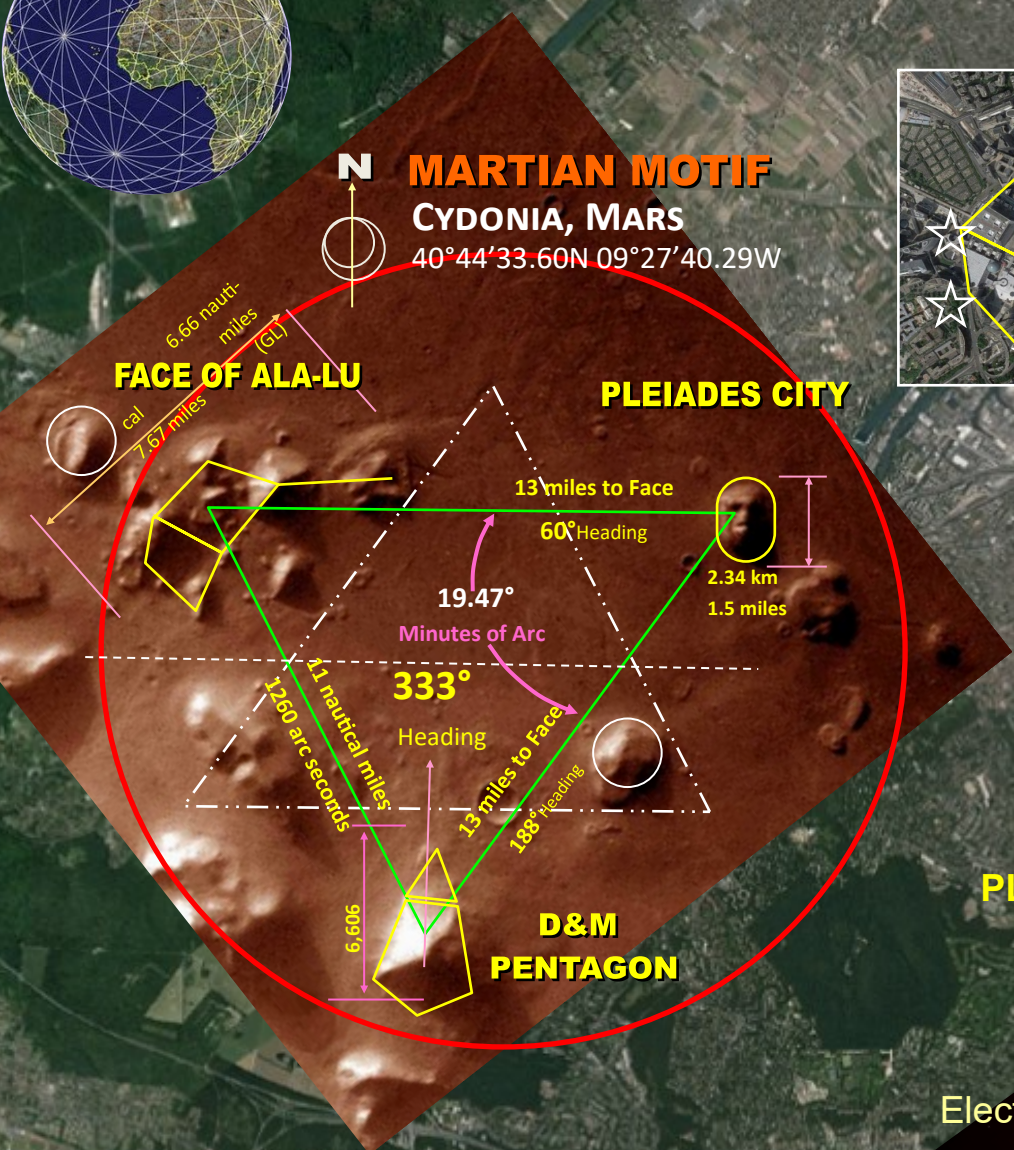 N
MARTIAN MOTIF
CYDONIA, MARS
40°44’33.60N 09°27’40.29W
6.66 nauti-
miles
(GL)
FACE OF ALA-LU
cal
7.67 miles
PLEIADES CITY
13 miles to Face
60° Heading
2.34 km
1.5 miles
19.47°
Minutes of Arc
333°
Heading
11 nautical miles
1260 arc seconds
13 miles to Face
188° Heading
6,606
D&M
PENTAGON
PL
Elect